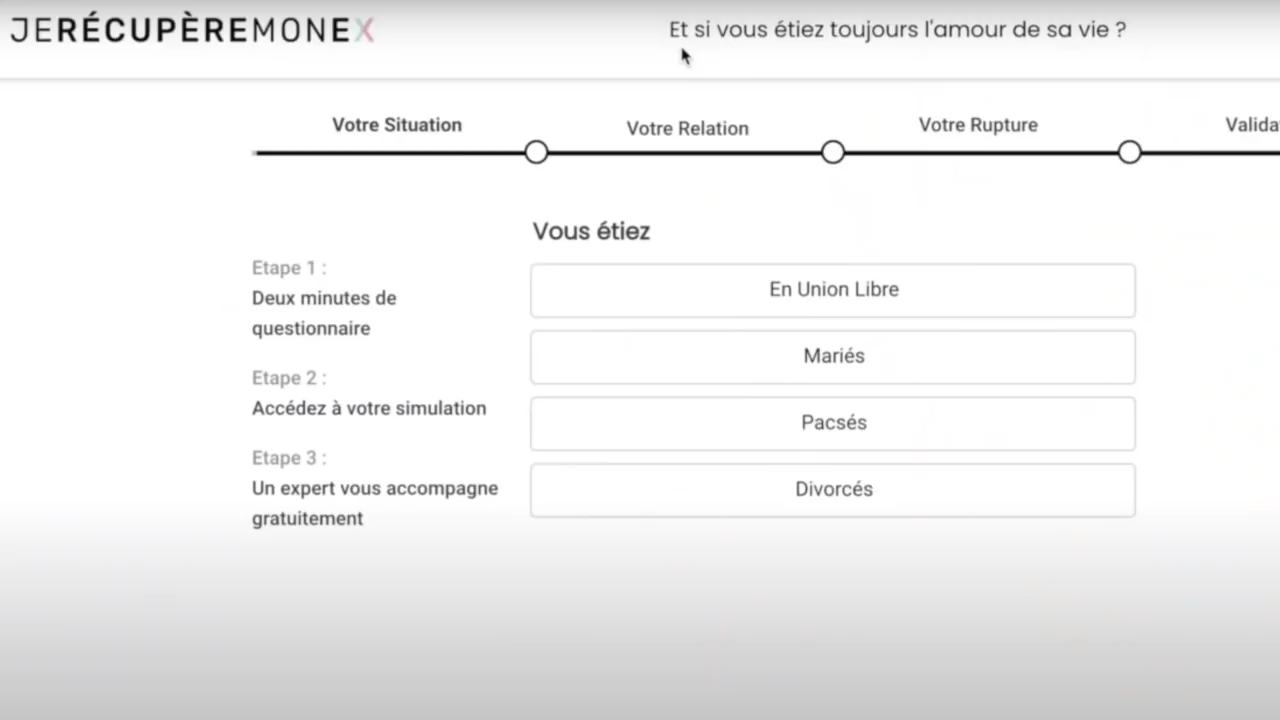 JERÉCUPÈREMONEX
Et si vous étiez toujours l'amour de sa vie ?
Votre Situation
Votre Relation
Votre Rupture
Vous étiez
Etape 1 :
Deux minutes de
questionnaire
Etape 2 :
Accédez à votre simulation
Etape 3 :
Un expert vous accompagne
gratuitement
En Union Libre
Mariés
Pacsés
Divorcés